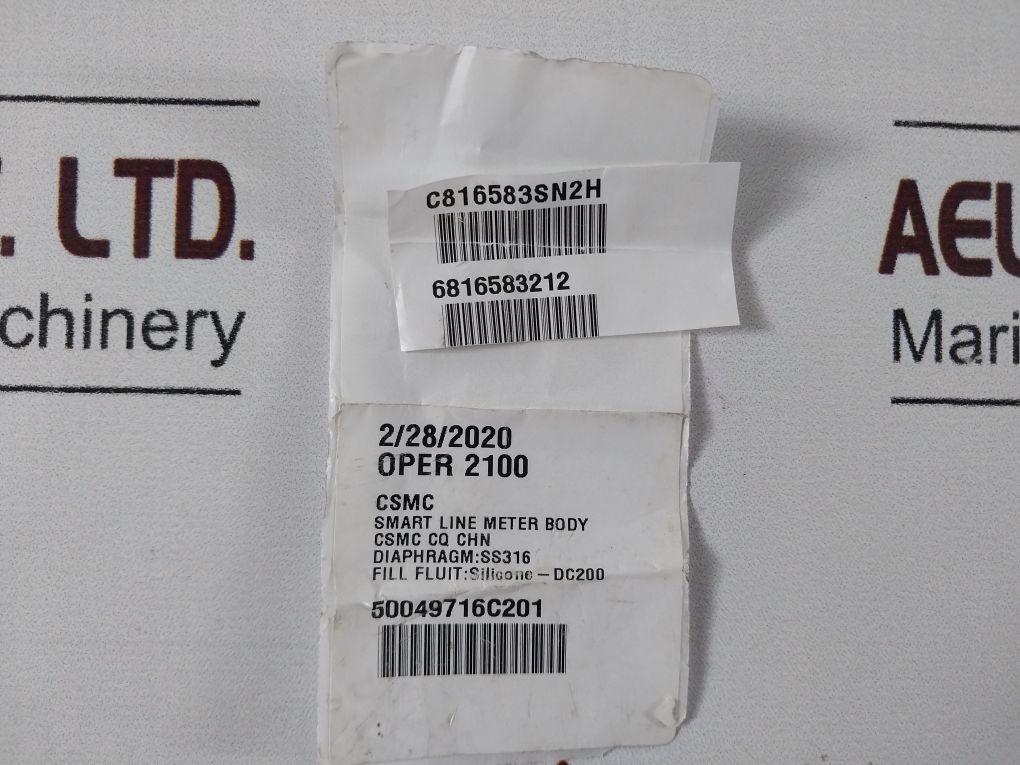 . LTD.
chinery
AEU
Mari
C816583SN2H
6816583212
2/28/2020
OPER 2100
CSMC
SMART LINE METER BODY
CSMC CQ CHN
DIAPHRAGM:SS316
FILL FLUIT:Silicone-DC200
50049716C201